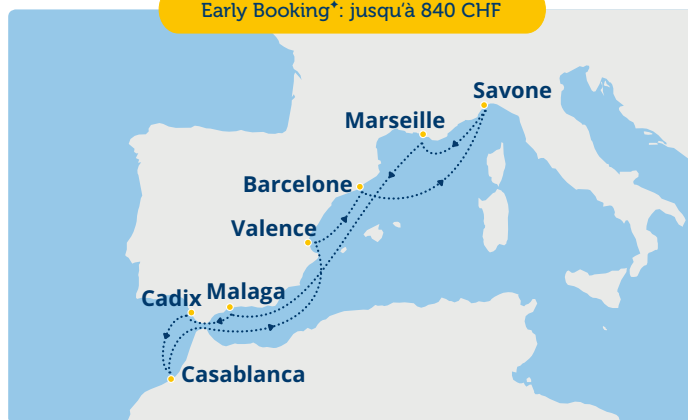 Early Booking✦: jusqu'à 840 CHF
Savone
Marseille
Barcelone
Valence
Cadix
Malaga
Casablanca